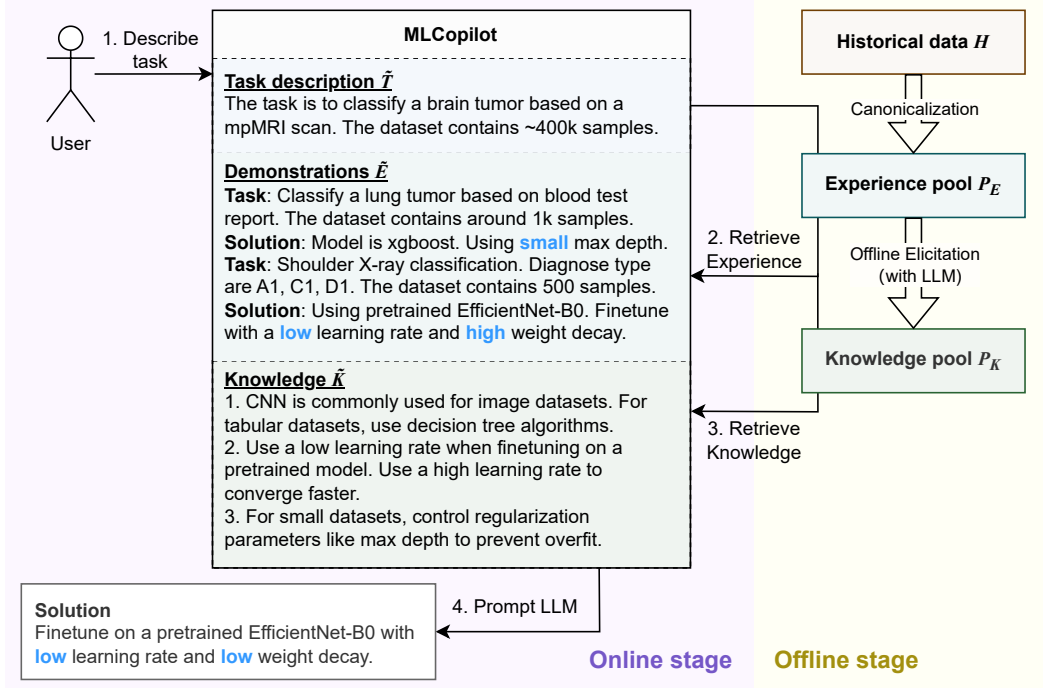 1. Describe
task
User
MLCopilot
Task description T̃
The task is to classify a brain tumor based on a
mpMRI scan. The dataset contains ~400k samples.
Demonstrations Ẽ
Task: Classify a lung tumor based on blood test
report. The dataset contains around 1k samples.
Solution: Model is xgboost. Using small max depth.
Task: Shoulder X-ray classification. Diagnose type
are A1, C1, D1. The dataset contains 500 samples.
Solution: Using pretrained EfficientNet-B0. Finetune
with a low learning rate and high weight decay.
Knowledge K̃
1. CNN is commonly used for image datasets. For
tabular datasets, use decision tree algorithms.
2. Use a low learning rate when finetuning on a
pretrained model. Use a high learning rate to
converge faster.
3. For small datasets, control regularization
parameters like max depth to prevent overfit.
Historical data H
Canonicalization
Experience pool P_E
2. Retrieve
Experience
Offline Elicitation
(with LLM)
Knowledge pool P_K
3. Retrieve
Knowledge
4. Prompt LLM
Solution
Finetune on a pretrained EfficientNet-B0 with
low learning rate and low weight decay.
Online stage
Offline stage